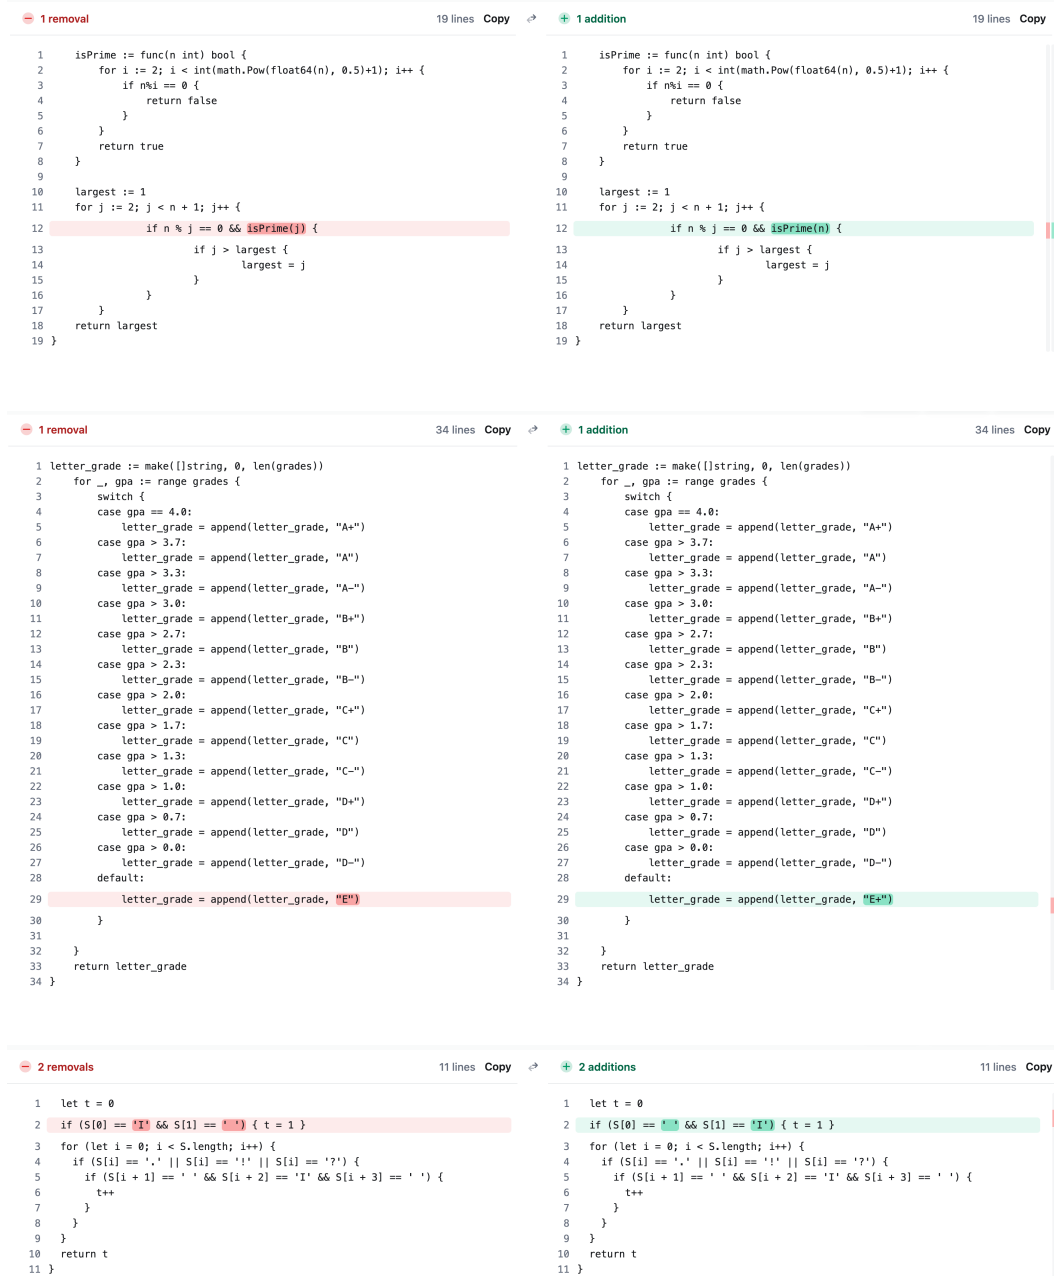 1 removal 19 lines Copy
1 isPrime := func(n int) bool {
2 for i := 2; i < int(math.Pow(float64(n), 0.5)+1); i++ {
3 if n%i == 0 {
4 return false
5 }
6 }
7 return true
8 }
9
10 largest := 1
11 for j := 2; j < n + 1; j++ {
12 if n % j == 0 && isPrime(j) {
13 if j > largest {
14 largest = j
15 }
16 }
17 }
18 return largest
19 }
1 addition 19 lines Copy
1 isPrime := func(n int) bool {
2 for i := 2; i < int(math.Pow(float64(n), 0.5)+1); i++ {
3 if n%i == 0 {
4 return false
5 }
6 }
7 return true
8 }
9
10 largest := 1
11 for j := 2; j < n + 1; j++ {
12 if n % j == 0 && isPrime(n) {
13 if j > largest {
14 largest = j
15 }
16 }
17 }
18 return largest
19 }
1 removal 34 lines Copy
1 letter_grade := make([]string, 0, len(grades))
2 for _, gpa := range grades {
3 switch {
4 case gpa == 4.0:
5 letter_grade = append(letter_grade, "A+")
6 case gpa > 3.7:
7 letter_grade = append(letter_grade, "A")
8 case gpa > 3.3:
9 letter_grade = append(letter_grade, "A-")
10 case gpa > 3.0:
11 letter_grade = append(letter_grade, "B+")
12 case gpa > 2.7:
13 letter_grade = append(letter_grade, "B")
14 case gpa > 2.3:
15 letter_grade = append(letter_grade, "B-")
16 case gpa > 2.0:
17 letter_grade = append(letter_grade, "C+")
18 case gpa > 1.7:
19 letter_grade = append(letter_grade, "C")
20 case gpa > 1.3:
21 letter_grade = append(letter_grade, "C-")
22 case gpa > 1.0:
23 letter_grade = append(letter_grade, "D+")
24 case gpa > 0.7:
25 letter_grade = append(letter_grade, "D")
26 case gpa > 0.0:
27 letter_grade = append(letter_grade, "D-")
28 default:
29 letter_grade = append(letter_grade, "E")
30 }
31
32 }
33 return letter_grade
34 }
1 addition 34 lines Copy
1 letter_grade := make([]string, 0, len(grades))
2 for _, gpa := range grades {
3 switch {
4 case gpa == 4.0:
5 letter_grade = append(letter_grade, "A+")
6 case gpa > 3.7:
7 letter_grade = append(letter_grade, "A")
8 case gpa > 3.3:
9 letter_grade = append(letter_grade, "A-")
10 case gpa > 3.0:
11 letter_grade = append(letter_grade, "B+")
12 case gpa > 2.7:
13 letter_grade = append(letter_grade, "B")
14 case gpa > 2.3:
15 letter_grade = append(letter_grade, "B-")
16 case gpa > 2.0:
17 letter_grade = append(letter_grade, "C+")
18 case gpa > 1.7:
19 letter_grade = append(letter_grade, "C")
20 case gpa > 1.3:
21 letter_grade = append(letter_grade, "C-")
22 case gpa > 1.0:
23 letter_grade = append(letter_grade, "D+")
24 case gpa > 0.7:
25 letter_grade = append(letter_grade, "D")
26 case gpa > 0.0:
27 letter_grade = append(letter_grade, "D-")
28 default:
29 letter_grade = append(letter_grade, "E+")
30 }
31
32 }
33 return letter_grade
34 }
2 removals 11 lines Copy
1 let t = 0
2 if (S[0] == 'I' && S[1] == ' ') { t = 1 }
3 for (let i = 0; i < S.length; i++) {
4 if (S[i] == '.' || S[i] == '!' || S[i] == '?') {
5 if (S[i + 1] == ' ' && S[i + 2] == 'I' && S[i + 3] == ' ') {
6 t++
7 }
8 }
9 }
10 return t
11 }
2 additions 11 lines Copy
1 let t = 0
2 if (S[0] == ' ' && S[1] == 'I') { t = 1 }
3 for (let i = 0; i < S.length; i++) {
4 if (S[i] == '.' || S[i] == '!' || S[i] == '?') {
5 if (S[i + 1] == ' ' && S[i + 2] == 'I' && S[i + 3] == ' ') {
6 t++
7 }
8 }
9 }
10 return t
11 }